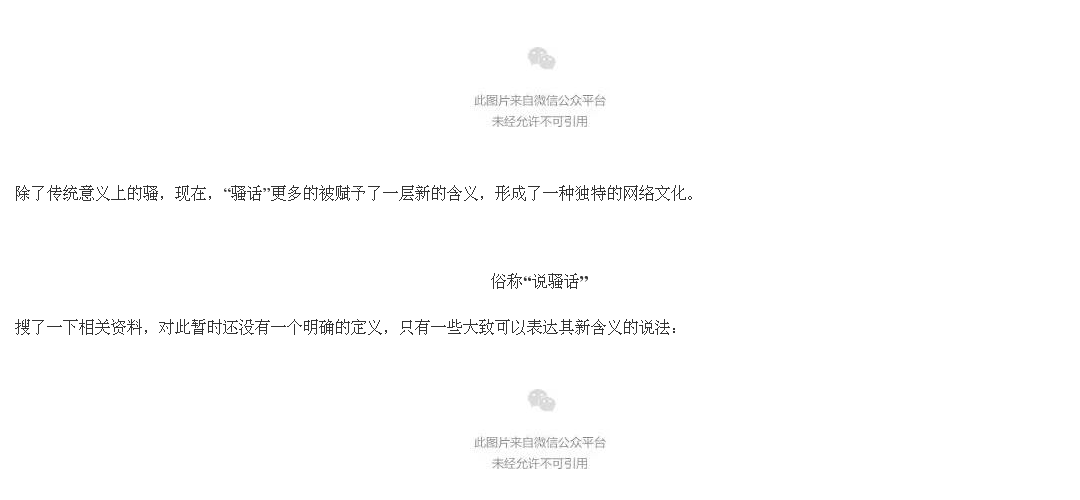 此图片来自微信公众平台
未经允许不可引用
除了传统意义上的骚，现在，“骚话”更多的被赋予了一层新的含义，形成了一种独特的网络文化。
俗称“说骚话”
搜了一下相关资料，对此暂时还没有一个明确的定义，只有一些大致可以表达其新含义的说法：
此图片来自微信公众平台
未经允许不可引用